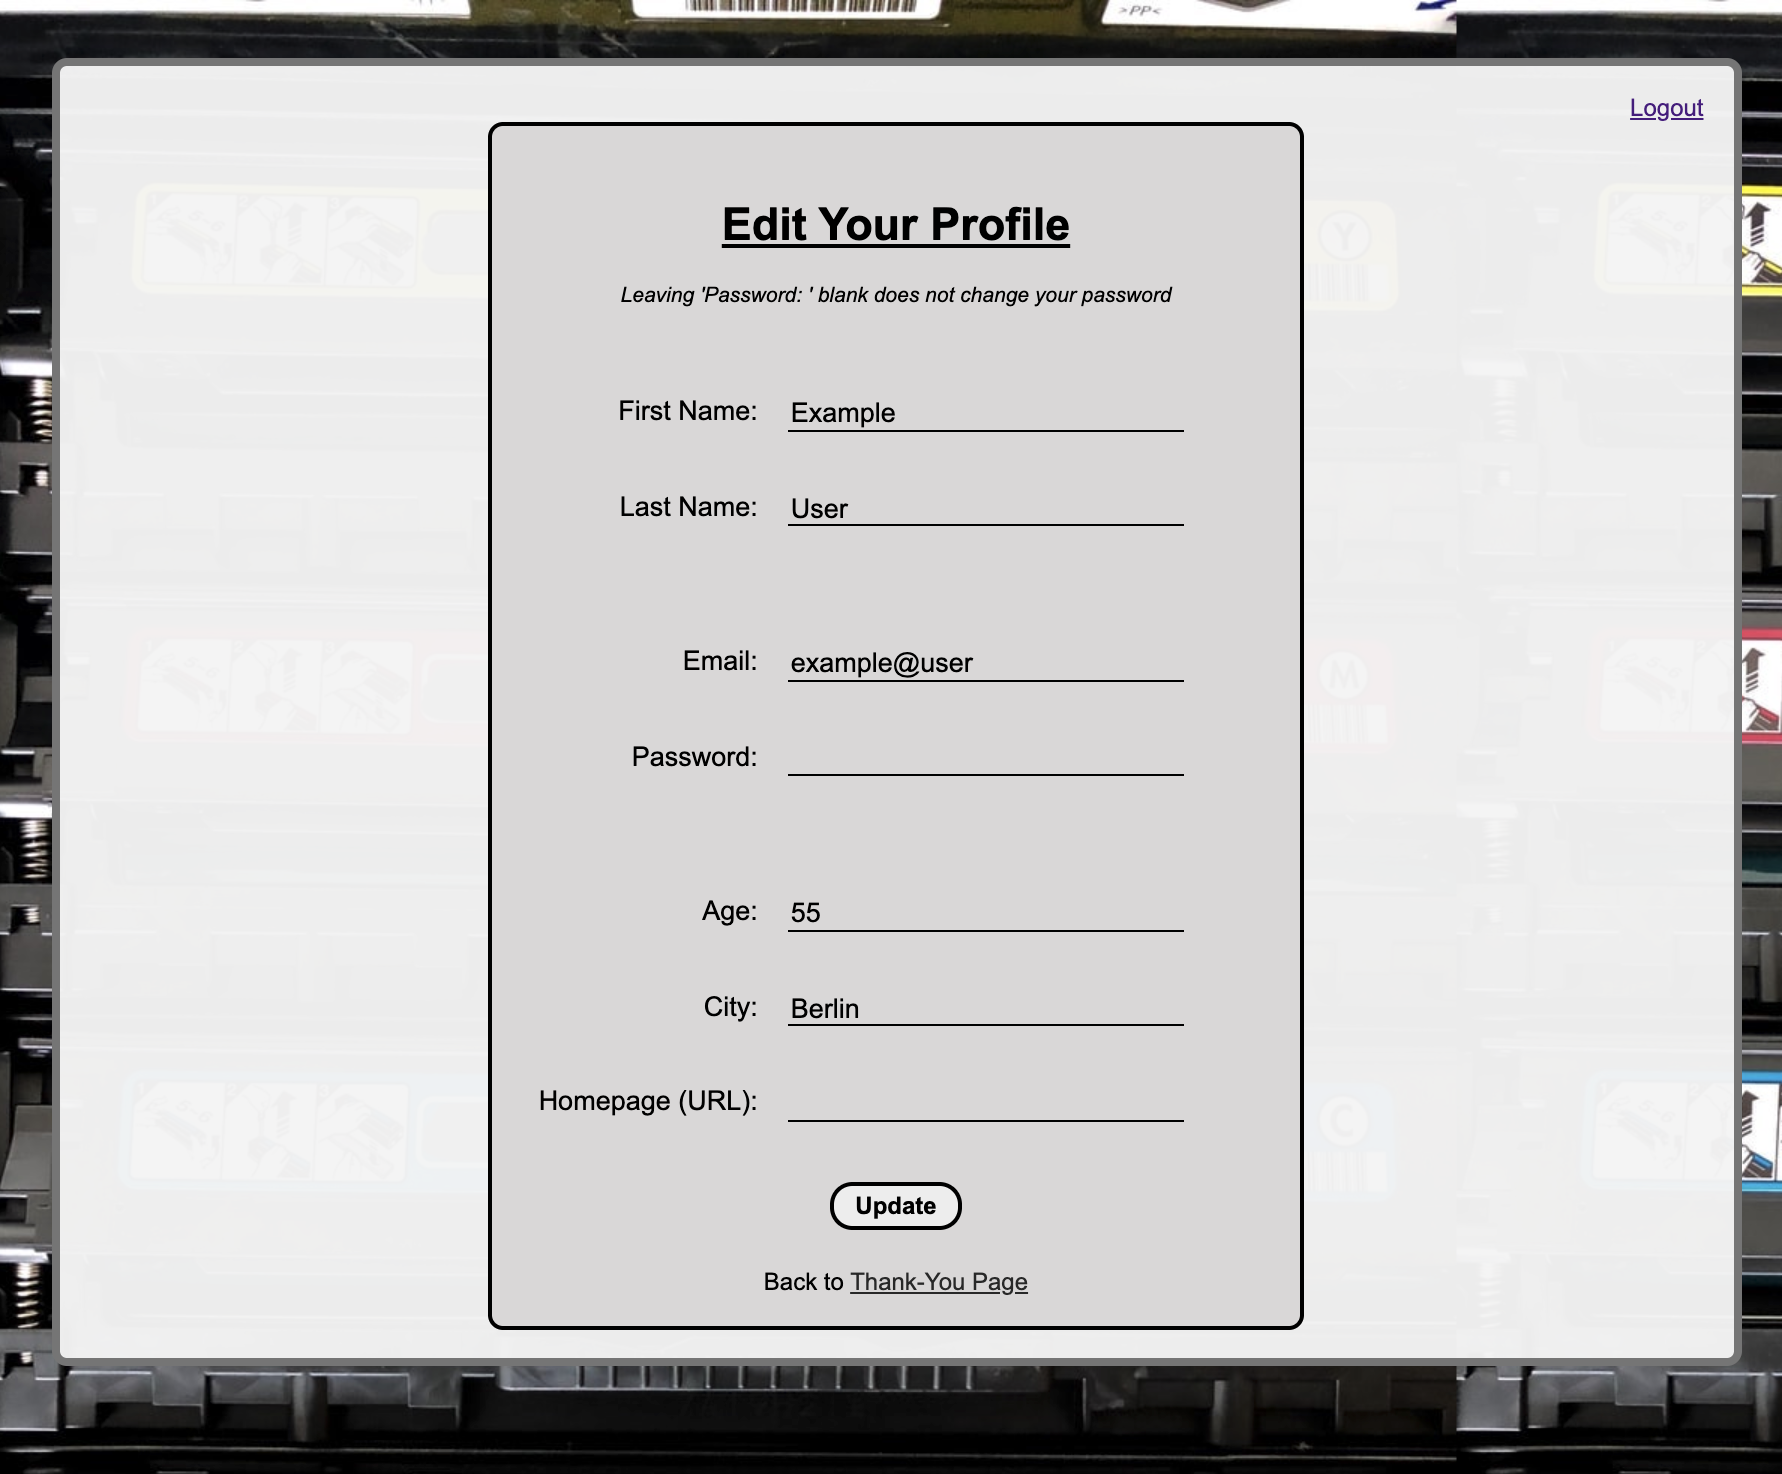 >PP<
Logout
Edit Your Profile
Leaving 'Password: ' blank does not change your password
First Name: Example
Last Name: User
Email: example@user
Password:
Age: 55
City: Berlin
Homepage (URL):
Update
Back to Thank-You Page
Y
M
C